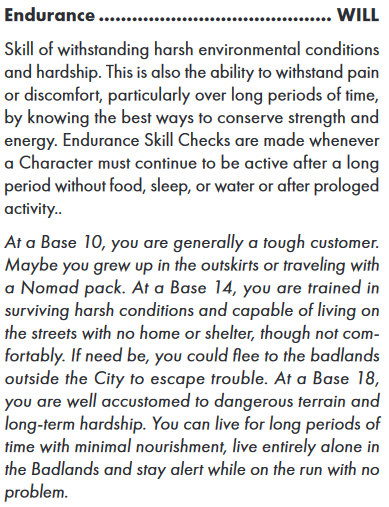 Endurance .......................................... WILL
Skill of withstanding harsh environmental conditions
and hardship. This is also the ability to withstand pain
or discomfort, particularly over long periods of time,
by knowing the best ways to conserve strength and
energy. Endurance Skill Checks are made whenever
a Character must continue to be active after a long
period without food, sleep, or water or after prologed
activity..
At a Base 10, you are generally a tough customer.
Maybe you grew up in the outskirts or traveling with
a Nomad pack. At a Base 14, you are trained in
surviving harsh conditions and capable of living on
the streets with no home or shelter, though not com-
fortably. If need be, you could flee to the badlands
outside the City to escape trouble. At a Base 18,
you are well accustomed to dangerous terrain and
long-term hardship. You can live for long periods of
time with minimal nourishment, live entirely alone in
the Badlands and stay alert while on the run with no
problem.